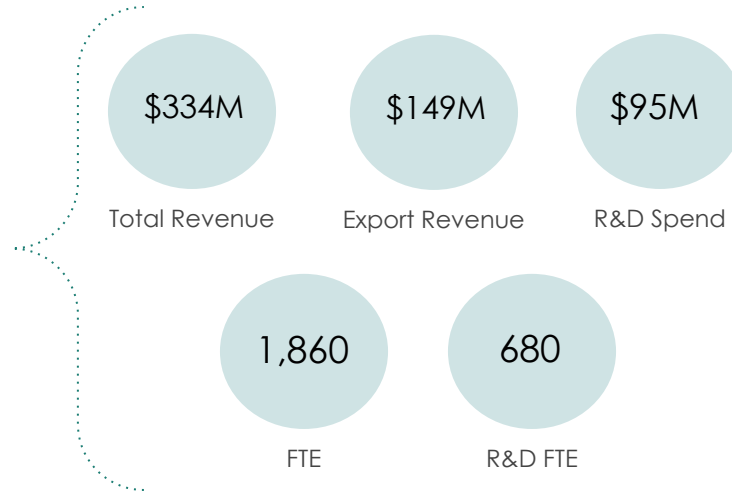 $334M
$149M
$95M
Total Revenue
Export Revenue
R&D Spend
1,860
680
FTE
R&D FTE